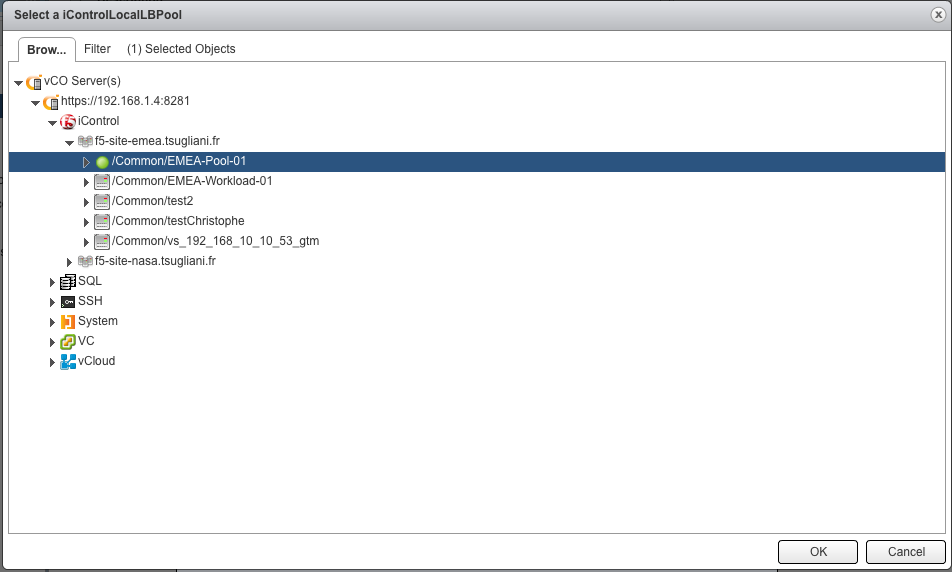 Select a iControlLocalLBPool
Brow... Filter (1) Selected Objects
vCO Server(s)
https://192.168.1.4:8281
iControl
f5-site-emea.tsugliani.fr
/Common/EMEA-Pool-01
/Common/EMEA-Workload-01
/Common/test2
/Common/testChristophe
/Common/vs_192_168_10_10_53_gtm
f5-site-nasa.tsugliani.fr
SQL
SSH
System
VC
vCloud
OK Cancel